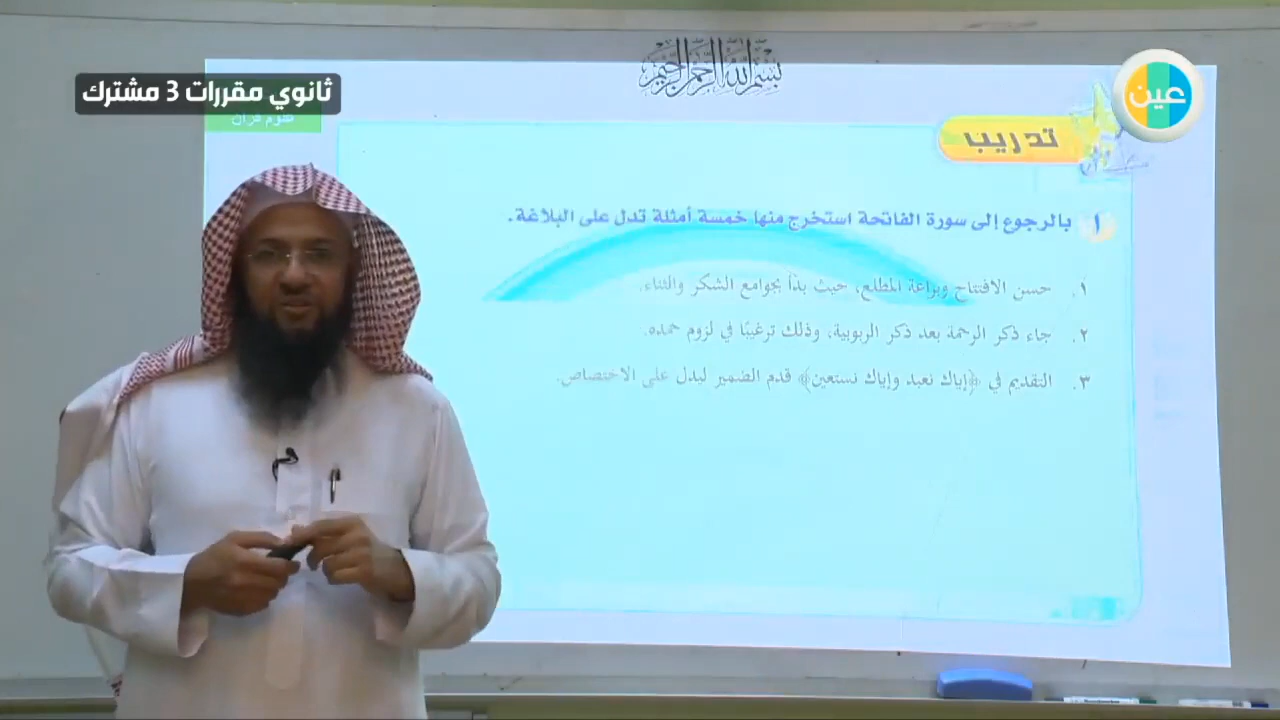 بسم الله الرحمن الرحيم
ثانوي مقررات 3 مشترك
عين
علوم قرآن
تدريب
١ بالرجوع إلى سورة الفاتحة استخرج منها خمسة أمثلة تدل على البلاغة.
١. حسن الافتتاح وبراعة المطلع، حيث بدأ بجوامع الشكر والثناء.
٢. جاء ذكر الرحمة بعد ذكر الربوبية، وذلك ترغيبًا في لزوم حمده.
٣. التقديم في ﴿إياك نعبد وإياك نستعين﴾ قدم الضمير ليدل على الاختصاص.